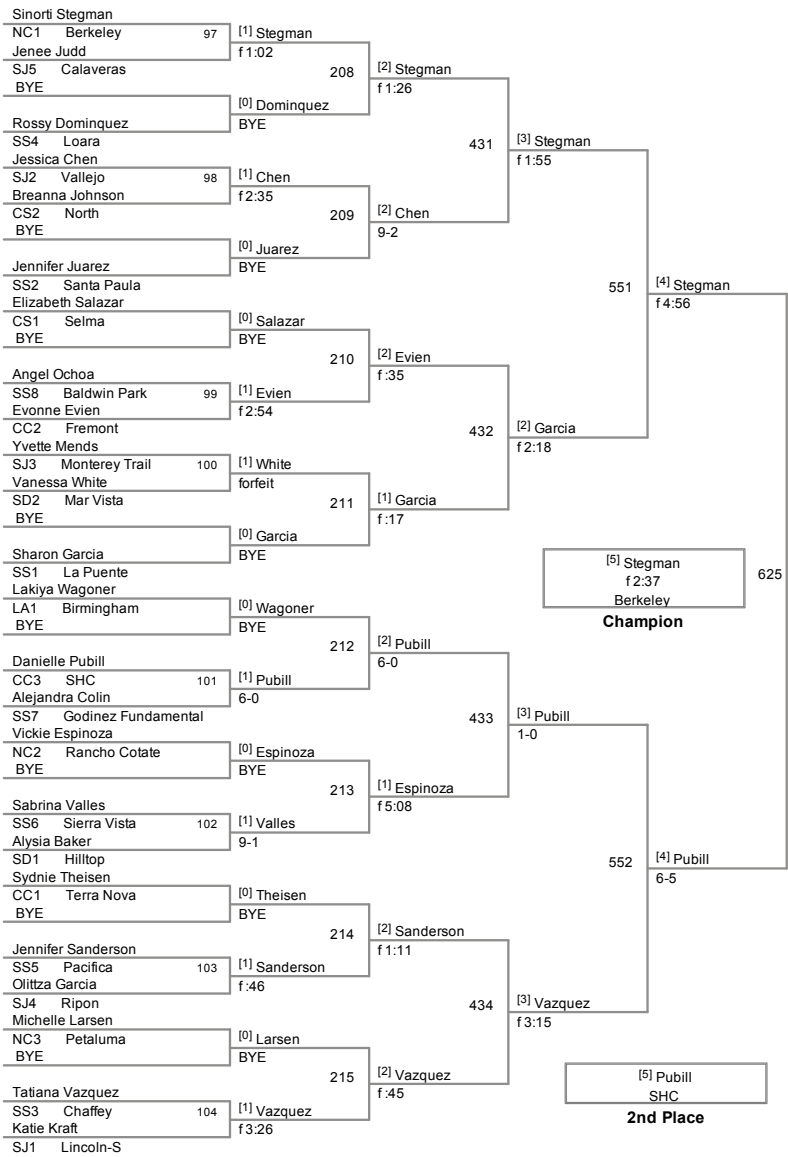 Sinorti Stegman
NC1 Berkeley 97
Jenee Judd
SJ5 Calaveras
BYE
Rossy Dominquez
SS4 Loara
Jessica Chen
SJ2 Vallejo 98
Breanna Johnson
CS2 North
BYE
Jennifer Juarez
SS2 Santa Paula
Elizabeth Salazar
CS1 Selma
BYE
Angel Ochoa
SS8 Baldwin Park 99
Evonne Evien
CC2 Fremont
Yvette Mends
SJ3 Monterey Trail 100
Vanessa White
SD2 Mar Vista
BYE
Sharon Garcia
SS1 La Puente
Lakiya Wagoner
LA1 Birmingham
BYE
Danielle Pubill
CC3 SHC 101
Alejandra Colin
SS7 Godinez Fundamental
Vickie Espinoza
NC2 Rancho Cotate
BYE
Sabrina Valles
SS6 Sierra Vista 102
Alysia Baker
SD1 Hilltop
Sydnie Theisen
CC1 Terra Nova
BYE
Jennifer Sanderson
SS5 Pacifica 103
Olittza Garcia
SJ4 Ripon
Michelle Larsen
NC3 Petaluma
BYE
Tatiana Vazquez
SS3 Chaffey 104
Katie Kraft
SJ1 Lincoln-S
[1] Stegman
f 1:02
208
[0] Dominquez
BYE
[1] Chen
f 2:35
209
[0] Juarez
BYE
[0] Salazar
BYE
210
[1] Evien
f 2:54
[1] White
forfeit
211
[0] Garcia
BYE
[0] Wagoner
BYE
212
[1] Pubill
6-0
[0] Espinoza
BYE
213
[1] Valles
9-1
[0] Theisen
BYE
214
[1] Sanderson
f :46
[0] Larsen
BYE
215
[1] Vazquez
f 3:26
[2] Stegman
f 1:26
431
[2] Chen
9-2
[2] Evien
f :35
432
[1] Garcia
f :17
[2] Pubill
6-0
433
[1] Espinoza
f 5:08
[2] Sanderson
f 1:11
434
[2] Vazquez
f :45
[3] Stegman
f 1:55
551
[2] Garcia
f 2:18
[3] Pubill
1-0
552
[3] Vazquez
f 3:15
[4] Stegman
f 4:56
625
[4] Pubill
6-5
[5] Stegman
f 2:37
Berkeley
Champion
[5] Pubill
SHC
2nd Place